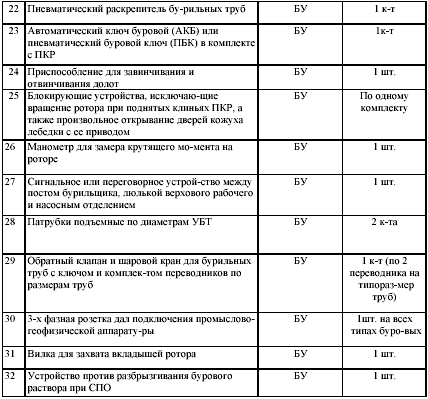 22 Пневматический раскрепитель бу-рильных труб БУ 1 к-т
23 Автоматический ключ буровой (АКБ) или БУ 1к-т
пневматический буровой ключ (ПБК) в комплекте
с ПКР
24 Приспособление для завинчивания и БУ 1 шт.
отвинчивания долот
25 Блокирующие устройства, исключаю-щие БУ По одному
вращение ротора при поднятых клиньях ПКР, а комплекту
также произвольное открывание дверей кожуха
лебедки с ее приводом
26 Манометр для замера крутящего мо-мента на БУ 1 шт.
роторе
27 Сигнальное или переговорное устрой-ство между БУ 1 шт.
постом бурильщика, люлькой верхового рабочего
и насосным отделением
28 Патрубки подъемные по диаметрам УБТ БУ 2 к-та
29 Обратный клапан и шаровой кран для бурильных БУ 1 к-т (по 2
труб с ключом и комплек-том переводников по переводника на
размерам труб типораз-мер
труб)
30 3-х фазная розетка дал подключения промыслово- БУ 1шт. на всех
геофизической аппарату-ры типах буро-вых
31 Вилка для захвата вкладышей ротора БУ 1 шт.
32 Устройство против разбрызгивания бурового БУ 1 шт.
раствора при СПО